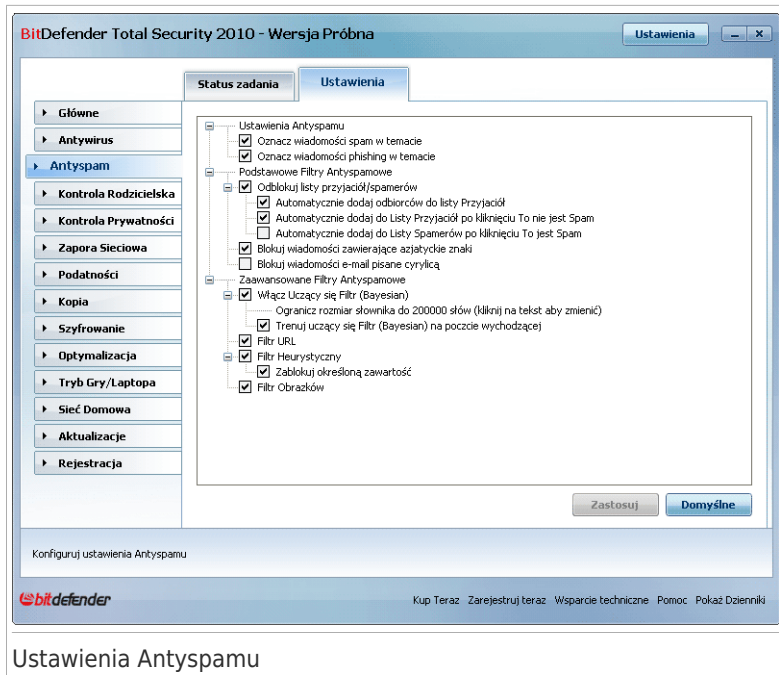 BitDefender Total Security 2010 - Wersja Próbna
Ustawienia
Status zadania
Ustawienia
Główne
Antywirus
Antyspam
Kontrola Rodzicielska
Kontrola Prywatności
Zapora Sieciowa
Podatności
Kopia
Szyfrowanie
Optymalizacja
Tryb Gry/Laptopa
Sieć Domowa
Aktualizacje
Rejestracja
Ustawienia Antyspamu
Oznacz wiadomości spam w temacie
Oznacz wiadomości phishing w temacie
Podstawowe Filtry Antyspamowe
Odblokuj listy przyjaciół/spamerów
Automatycznie dodaj odbiorców do listy Przyjaciół
Automatycznie dodaj do Listy Przyjaciół po kliknięciu To nie jest Spam
Automatycznie dodaj do Listy Spamerów po kliknięciu To jest Spam
Blokuj wiadomości zawierające azjatyckie znaki
Blokuj wiadomości e-mail pisane cyrylicą
Zaawansowane Filtry Antyspamowe
Włącz Uczący się Filtr (Bayesian)
Ogranicz rozmiar słownika do 200000 słów (kliknij na tekst aby zmienić)
Trenuj uczący się Filtr (Bayesian) na poczcie wychodzącej
Filtr URL
Filtr Heurystyczny
Zablokuj określoną zawartość
Filtr Obrazków
Zastosuj
Domyślne
Konfiguruj ustawienia Antyspamu
bitdefender
Kup Teraz Zarejestruj teraz Wsparcie techniczne Pomoc Pokaż Dzienniki
Ustawienia Antyspamu